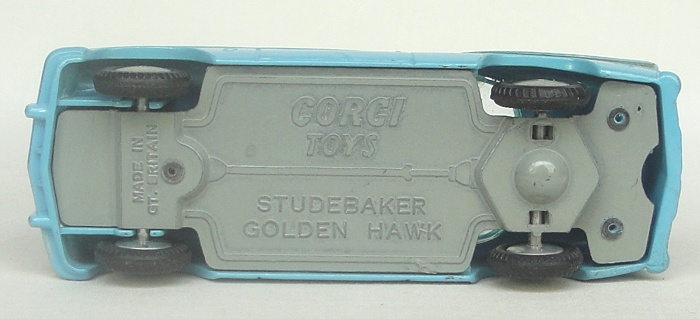 CORGI
TOYS
STUDEBAKER
GOLDEN HAWK
MADE IN
GT. BRITAIN